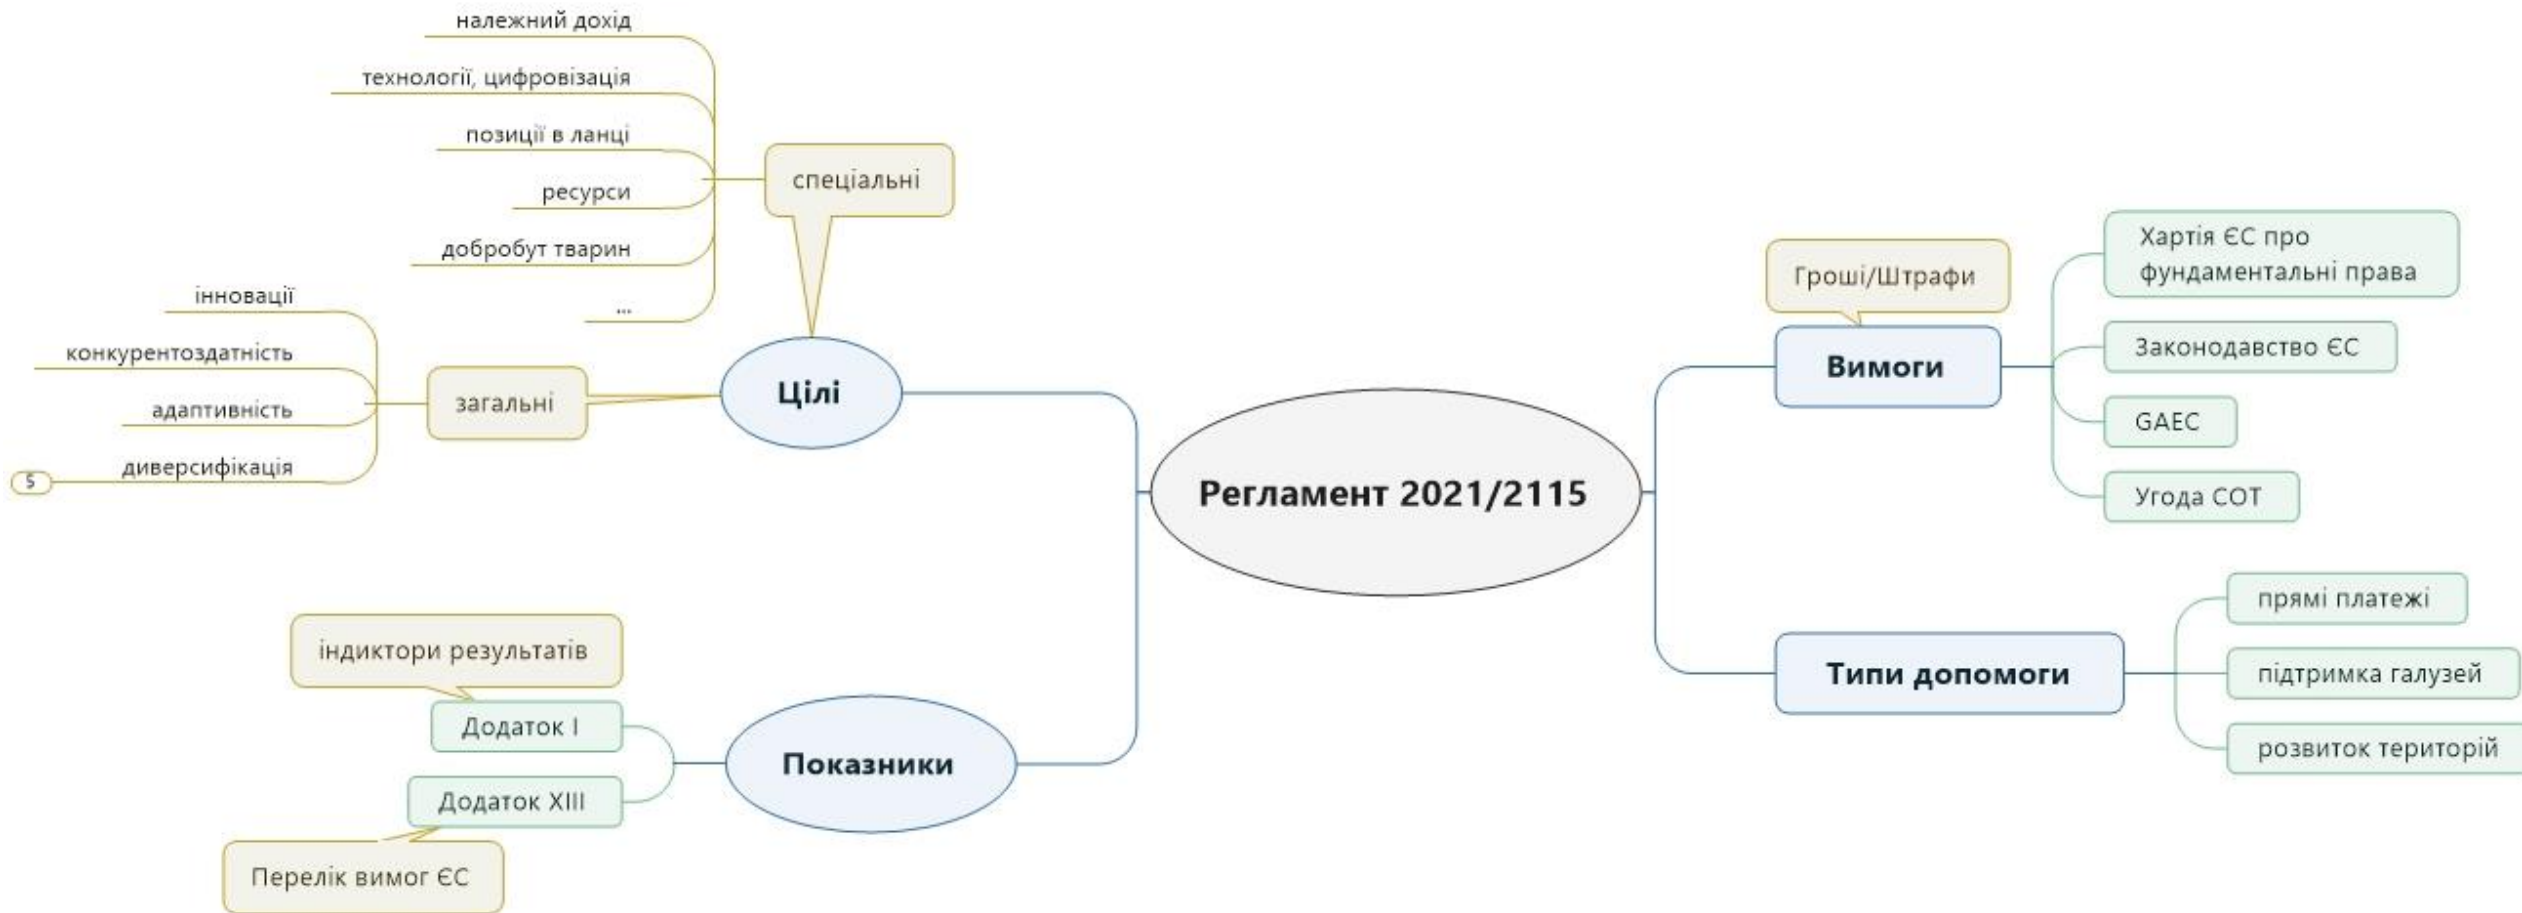 належний дохід
технології, цифровізація
позиції в ланці
ресурси
добробут тварин
...
спеціальні
інновації
конкурентоздатність
адаптивність
диверсифікація
5
загальні
Цілі
індиктори результатів
Додаток I
Додаток XIII
Перелік вимог ЄС
Показники
Регламент 2021/2115
Гроші/Штрафи
Вимоги
Хартія ЄС про
фундаментальні права
Законодавство ЄС
GAEC
Угода СОТ
Типи допомоги
прямі платежі
підтримка галузей
розвиток територій